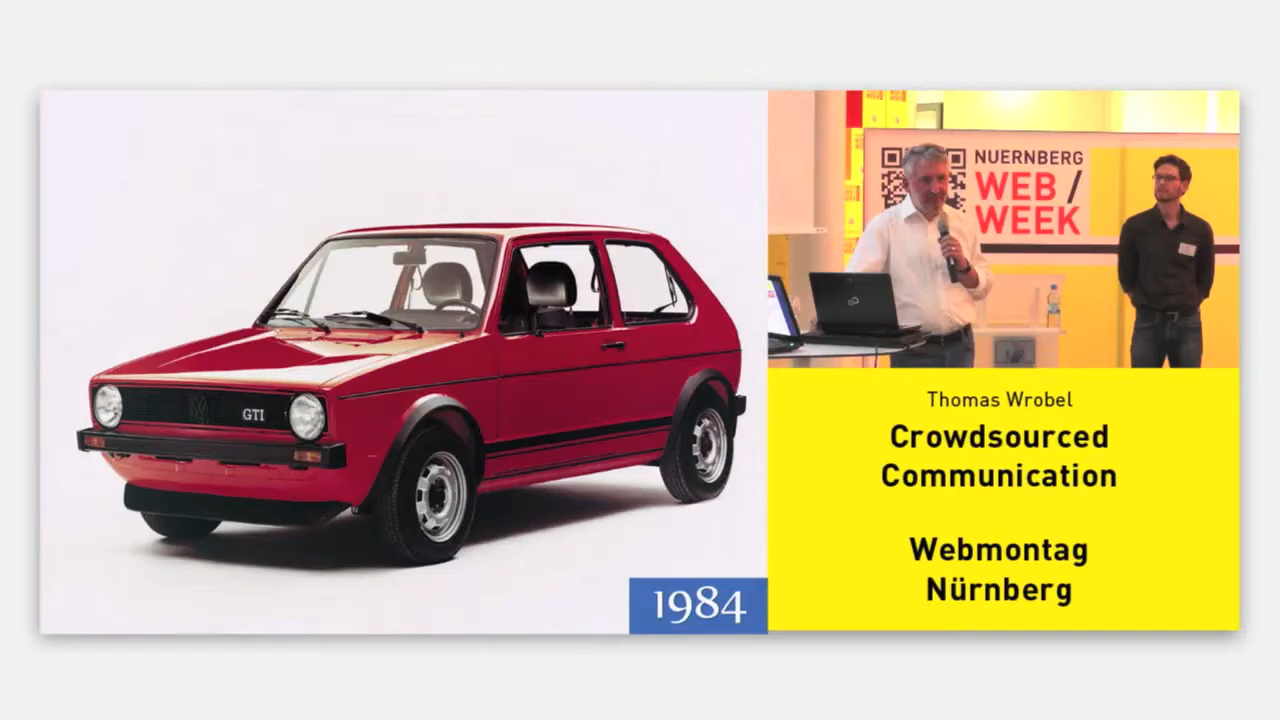 GTI
1984
NUERNBERG
WEB /
WEEK
Thomas Wrobel
Crowdsourced
Communication
Webmontag
Nürnberg